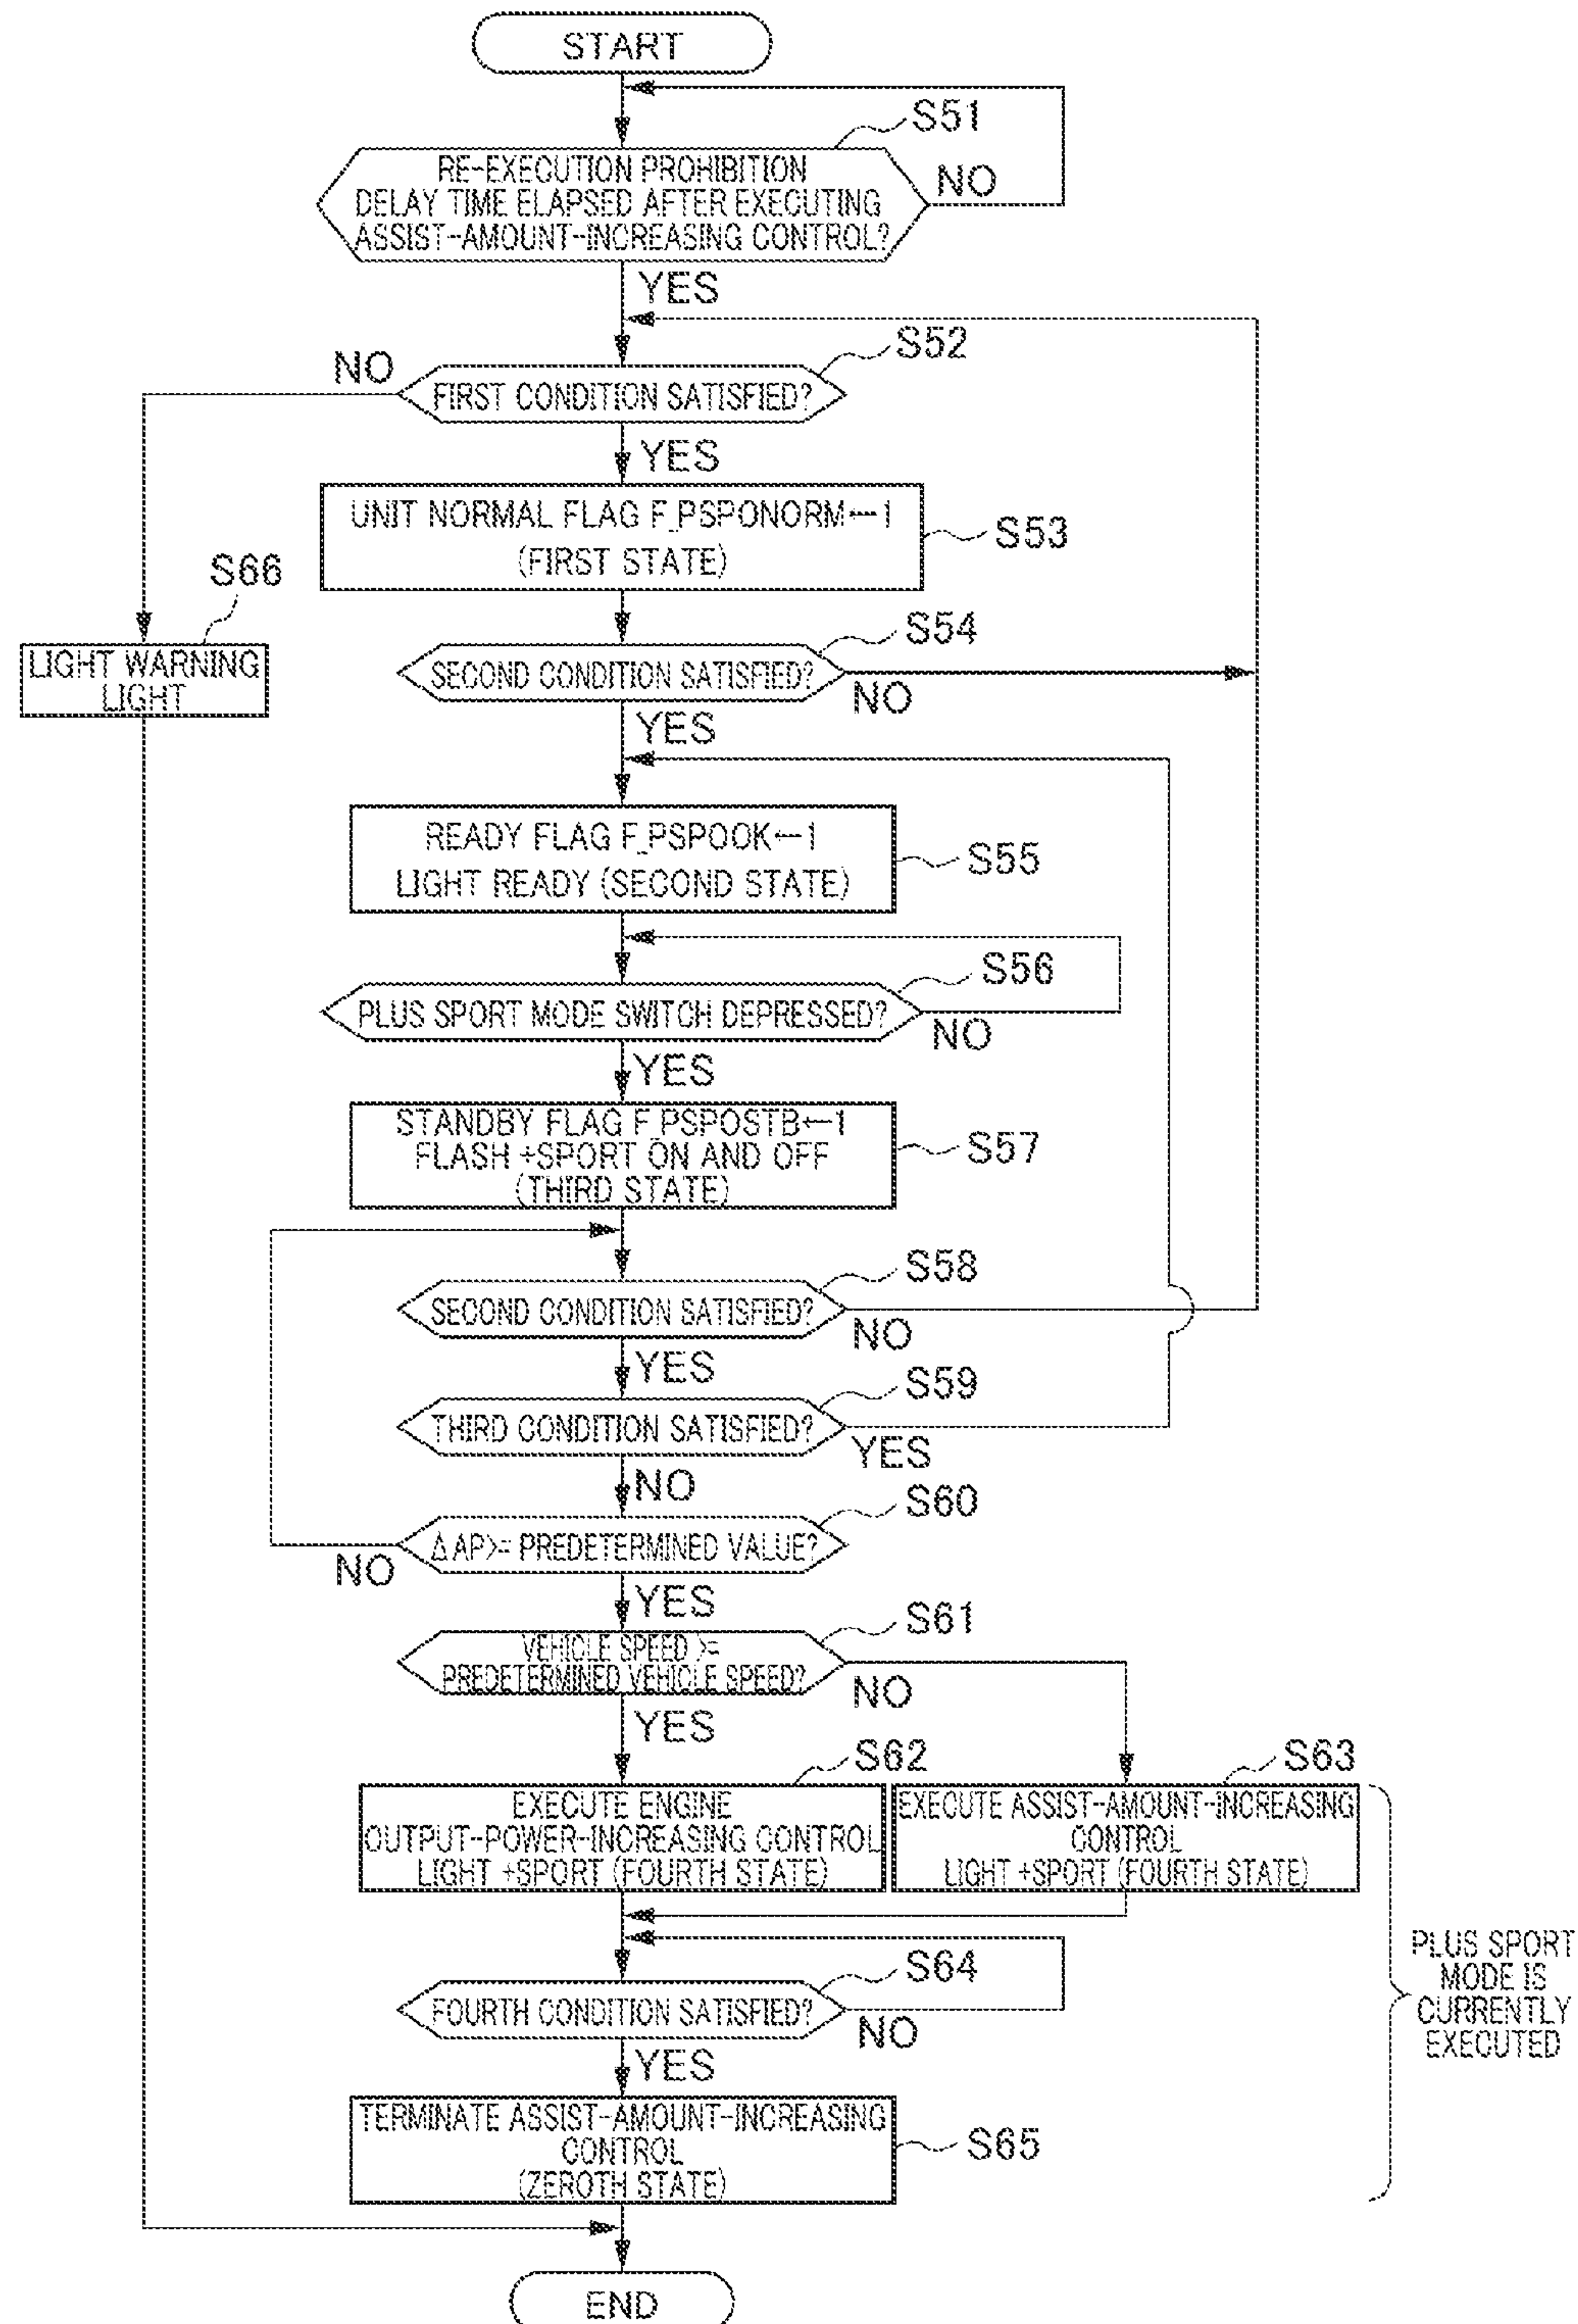 START
S51
RE-EXECUTION PROHIBITION
DELAY TIME ELAPSED AFTER EXECUTING
ASSIST-AMOUNT-INCREASING CONTROL?
NO
YES
S52
NO
FIRST CONDITION SATISFIED?
YES
UNIT NORMAL FLAG F_PSPONORM←1
(FIRST STATE)
S53
S66
LIGHT WARNING
LIGHT
S54
SECOND CONDITION SATISFIED?
NO
YES
READY FLAG F_PSPOOK←1
LIGHT READY (SECOND STATE)
S55
S56
PLUS SPORT MODE SWITCH DEPRESSED?
NO
YES
STANDBY FLAG F_PSPOSTB←1
FLASH +SPORT ON AND OFF
(THIRD STATE)
S57
S58
SECOND CONDITION SATISFIED?
NO
YES
S59
THIRD CONDITION SATISFIED?
YES
NO
S60
ΔAP>= PREDETERMINED VALUE?
NO
YES
S61
VEHICLE SPEED >=
PREDETERMINED VEHICLE SPEED?
NO
YES
S62
EXECUTE ENGINE
OUTPUT-POWER-INCREASING CONTROL
LIGHT +SPORT (FOURTH STATE)
S63
EXECUTE ASSIST-AMOUNT-INCREASING
CONTROL
LIGHT +SPORT (FOURTH STATE)
PLUS SPORT
MODE IS
CURRENTLY
EXECUTED
S64
FOURTH CONDITION SATISFIED?
NO
YES
TERMINATE ASSIST-AMOUNT-INCREASING
CONTROL
(ZEROTH STATE)
S65
END